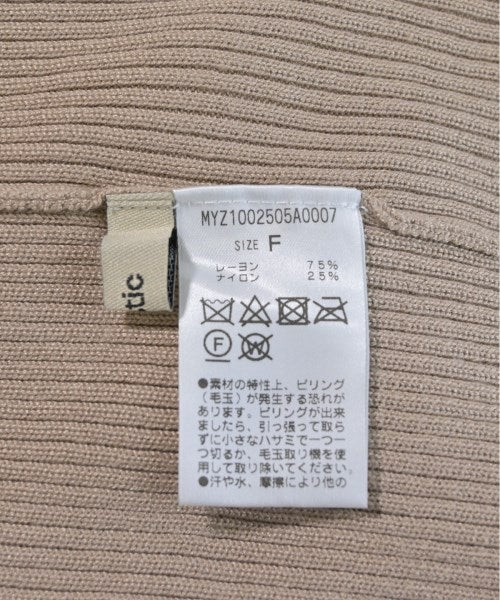 MYZ1002505A0007
SIZE F
レーヨン 75%
ナイロン 25%
F
W
●素材の特性上、ピリング
(毛玉)が発生する恐れが
あります。ピリングが出来
ましたら、引っ張って取ら
ずに小さなハサミで一つ一
つ切るか、毛玉取り機を使
用して取り除いてください。
●汗や水、摩擦により他の
tic